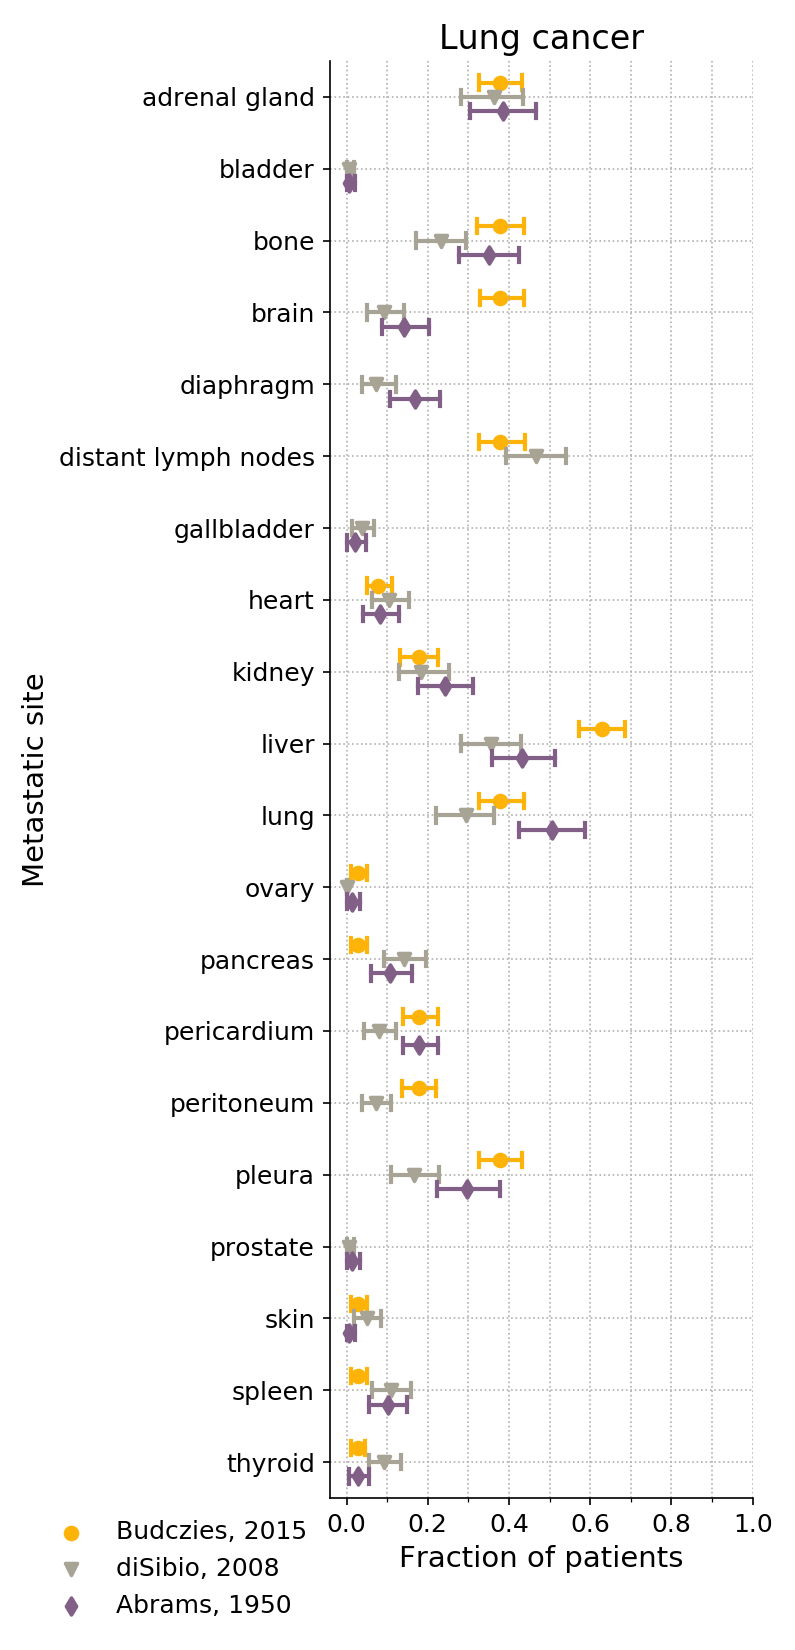 Lung cancer
adrenal gland
bladder
bone
brain
diaphragm
distant lymph nodes
gallbladder
heart
kidney
liver
lung
ovary
pancreas
pericardium
peritoneum
pleura
prostate
skin
spleen
thyroid
Metastatic site
0.0 0.2 0.4 0.6 0.8 1.0
Fraction of patients
Budczies, 2015
diSibio, 2008
Abrams, 1950